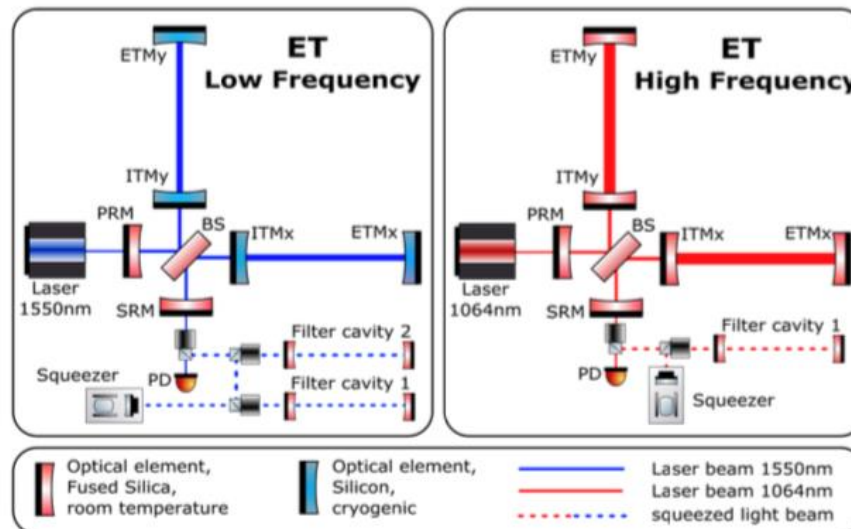 ET
Low Frequency
ETMy
ITMy
PRM
BS
ITMx
ETMx
Laser
1550nm
SRM
Filter cavity 2
Squeezer
PD
Filter cavity 1
ET
High Frequency
ETMy
ITMy
PRM
BS
ITMx
ETMx
Laser
1064nm
SRM
Filter cavity 1
PD
Squeezer
Optical element,
Fused Silica,
room temperature
Optical element,
Silicon,
cryogenic
Laser beam 1550nm
Laser beam 1064nm
squeezed light beam